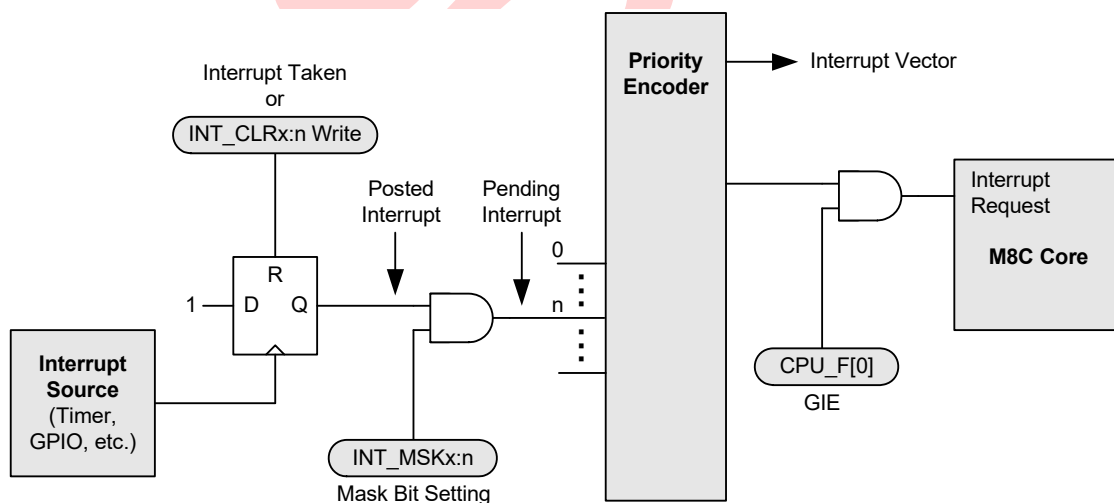 Interrupt Taken
or
INT_CLRx:n Write
Priority
Encoder
Interrupt Vector
Posted
Interrupt
Pending
Interrupt
Interrupt
Request
M8C Core
R
1
D
Q
0
n
Interrupt
Source
(Timer,
GPIO, etc.)
INT_MSKx:n
Mask Bit Setting
CPU_F[0]
GIE